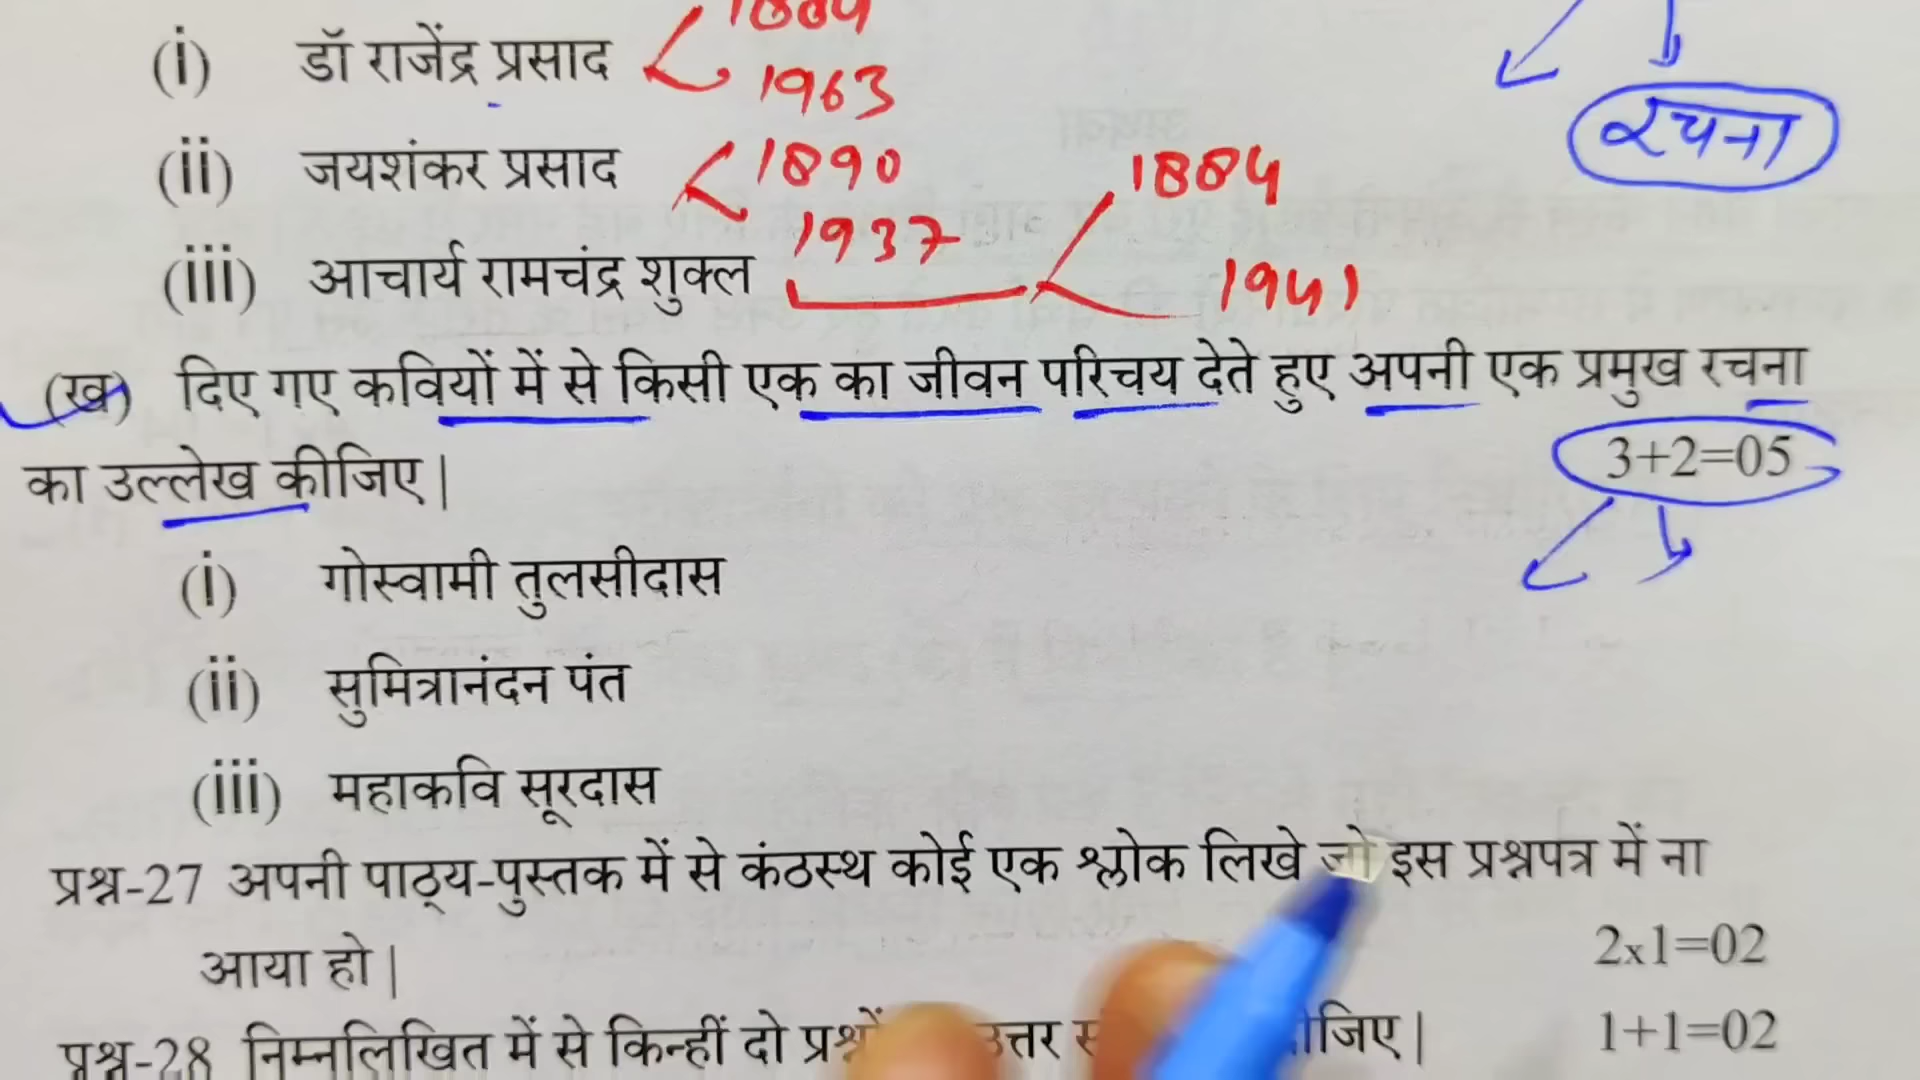 1884
(i) डॉ राजेंद्र प्रसाद
1963
रचना
(ii) जयशंकर प्रसाद
1890
1884
1937
(iii) आचार्य रामचंद्र शुक्ल
1941
(ख) दिए गए कवियों में से किसी एक का जीवन परिचय देते हुए अपनी एक प्रमुख रचना
का उल्लेख कीजिए|
3+2=05
(i) गोस्वामी तुलसीदास
(ii) सुमित्रानंदन पंत
(iii) महाकवि सूरदास
प्रश्न-27 अपनी पाठ्य-पुस्तक में से कंठस्थ कोई एक श्लोक लिखे जो इस प्रश्नपत्र में ना
आया हो|
2x1=02
प्रश्न-28 निम्नलिखित में से किन्हीं दो
1+1=02